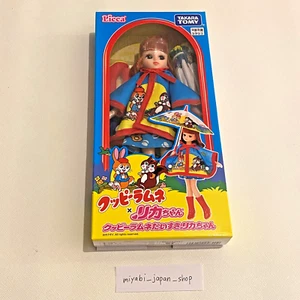 Licca
TAKARA
TOMY
クッピーラムネ
×リカちゃん
クッピーラムネだいすきリカちゃん
miyabi_japan_shop